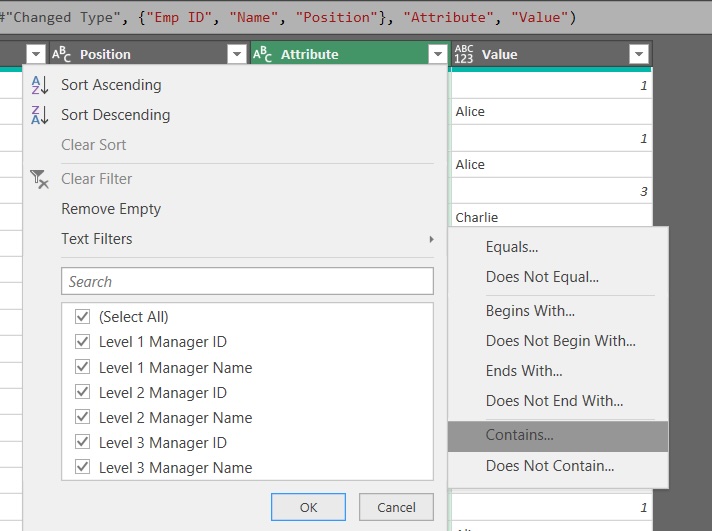 #"Changed Type", {"Emp ID", "Name", "Position"}, "Attribute", "Value")
ABC Position ABC Attribute ABC 123 Value
Sort Ascending 1
Sort Descending Alice
Clear Sort 1
Clear Filter Alice
Remove Empty 3
Text Filters Charlie
Equals...
Search Does Not Equal...
(Select All) Begins With...
Level 1 Manager ID Does Not Begin With...
Level 1 Manager Name Ends With...
Level 2 Manager ID Does Not End With...
Level 2 Manager Name Contains...
Level 3 Manager ID
Level 3 Manager Name Does Not Contain...
OK Cancel 1